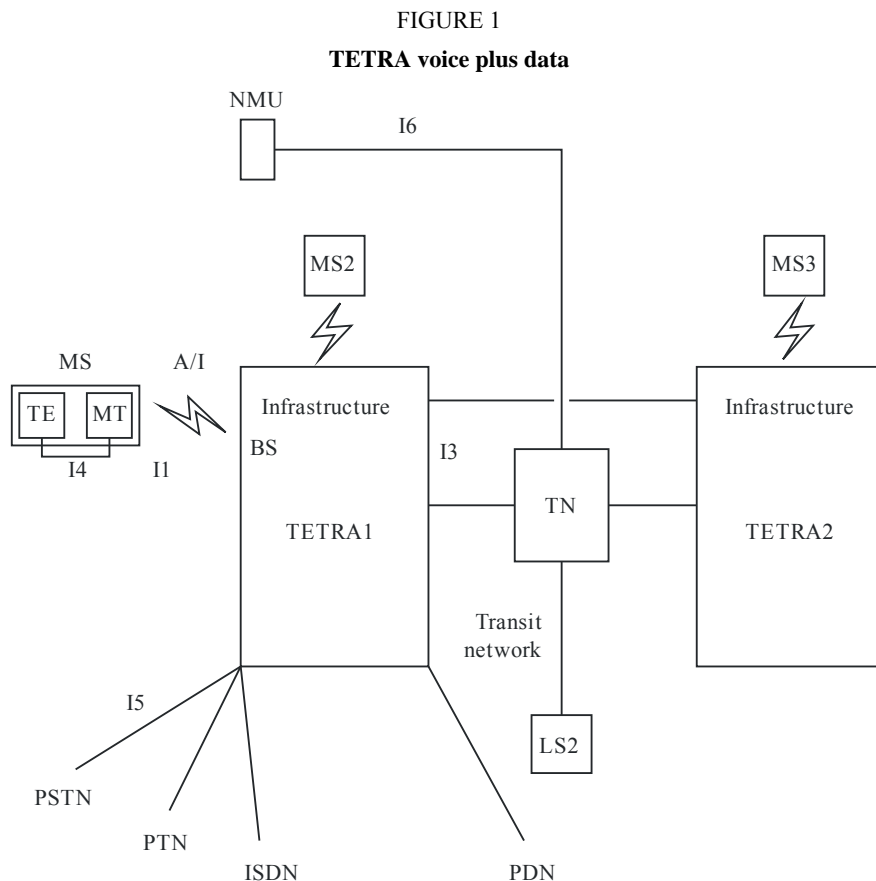 FIGURE 1
TETRA voice plus data
NMU
I6
MS2
MS3
MS
A/I
TE
MT
Infrastructure
Infrastructure
BS
I3
I4
I1
TN
TETRA1
TETRA2
Transit
network
I5
LS2
PSTN
PTN
ISDN
PDN